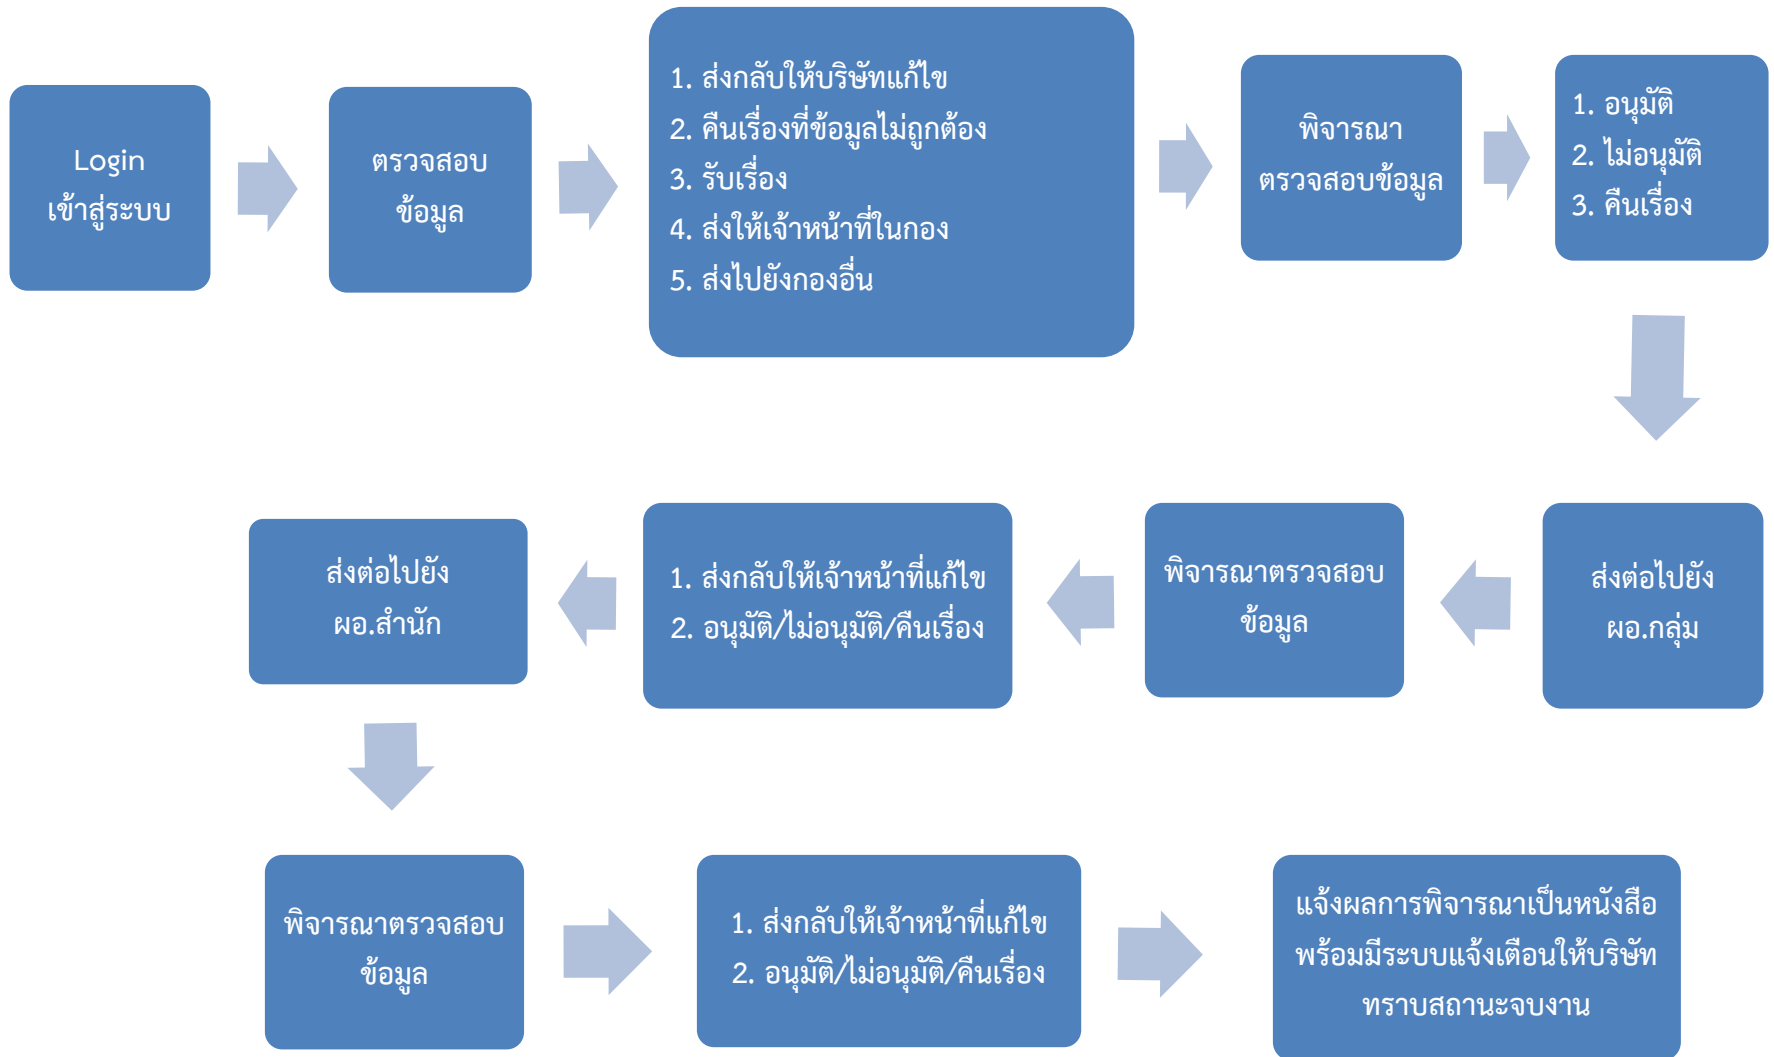 Login
เข้าสู่ระบบ
ตรวจสอบ
ข้อมูล
1. ส่งกลับให้บริษัทแก้ไข
2. คืนเรื่องที่ข้อมูลไม่ถูกต้อง
3. รับเรื่อง
4. ส่งให้เจ้าหน้าที่ในกอง
5. ส่งไปยังกองอื่น
พิจารณา
ตรวจสอบข้อมูล
1. อนุมัติ
2. ไม่อนุมัติ
3. คืนเรื่อง
ส่งต่อไปยัง
ผอ.กลุ่ม
พิจารณาตรวจสอบ
ข้อมูล
1. ส่งกลับให้เจ้าหน้าที่แก้ไข
2. อนุมัติ/ไม่อนุมัติ/คืนเรื่อง
ส่งต่อไปยัง
ผอ.สำนัก
พิจารณาตรวจสอบ
ข้อมูล
1. ส่งกลับให้เจ้าหน้าที่แก้ไข
2. อนุมัติ/ไม่อนุมัติ/คืนเรื่อง
แจ้งผลการพิจารณาเป็นหนังสือ
พร้อมมีระบบแจ้งเตือนให้บริษัท
ทราบสถานะจบงาน